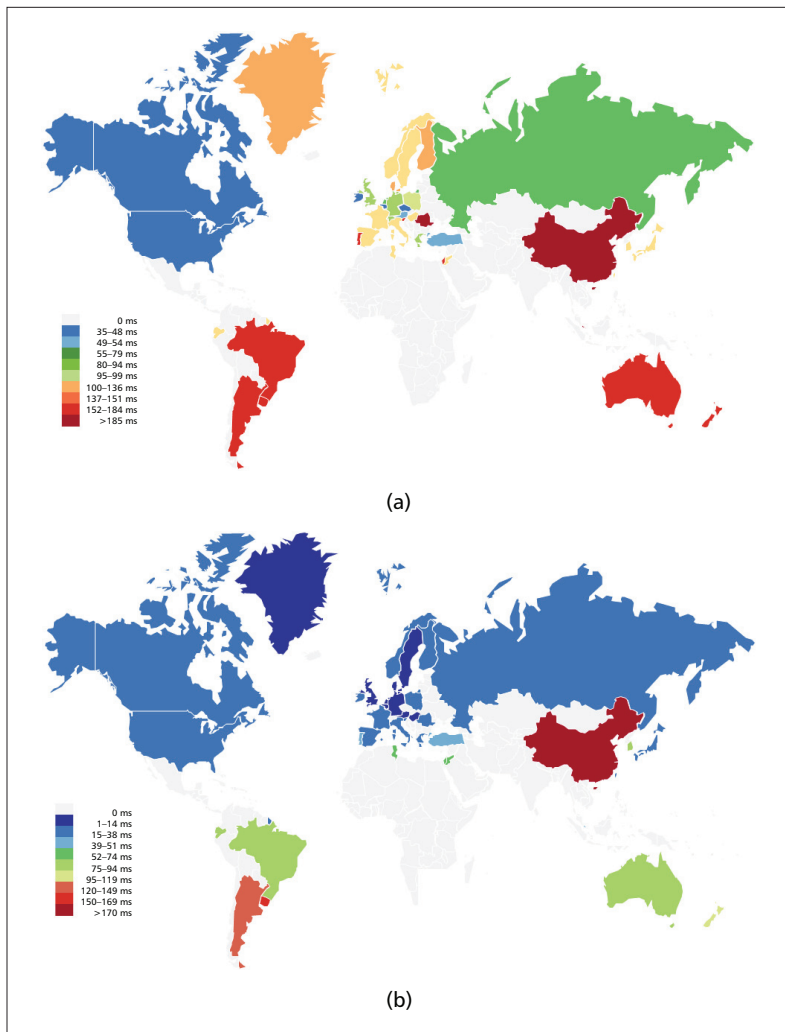 0 ms
35–48 ms
49–54 ms
55–79 ms
80–94 ms
95–99 ms
100–136 ms
137–151 ms
152–184 ms
>185 ms
(a)
0 ms
1–14 ms
15–38 ms
39–51 ms
52–74 ms
75–94 ms
95–119 ms
120–149 ms
150–169 ms
>170 ms
(b)